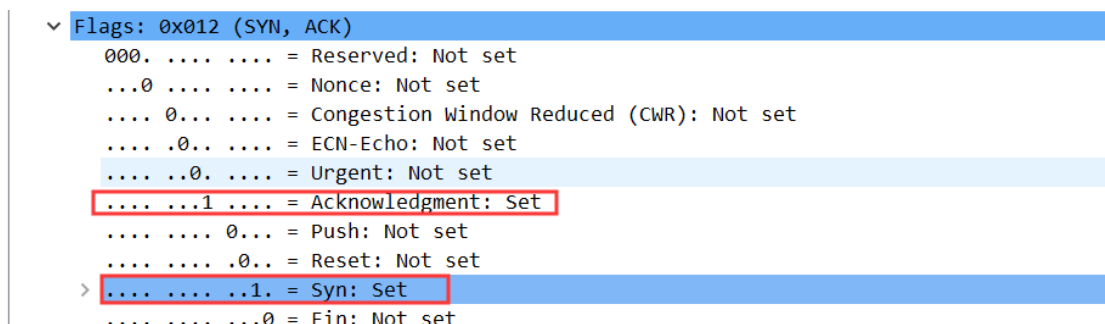 Flags: 0x012 (SYN, ACK)
000. .... .... = Reserved: Not set
...0 .... .... = Nonce: Not set
.... 0... .... = Congestion Window Reduced (CWR): Not set
.... .0.. .... = ECN-Echo: Not set
.... ..0. .... = Urgent: Not set
.... ...1 .... = Acknowledgment: Set
.... .... 0... = Push: Not set
.... .... .0.. = Reset: Not set
.... .... ..1. = Syn: Set
.... .... ...0 = Fin: Not set